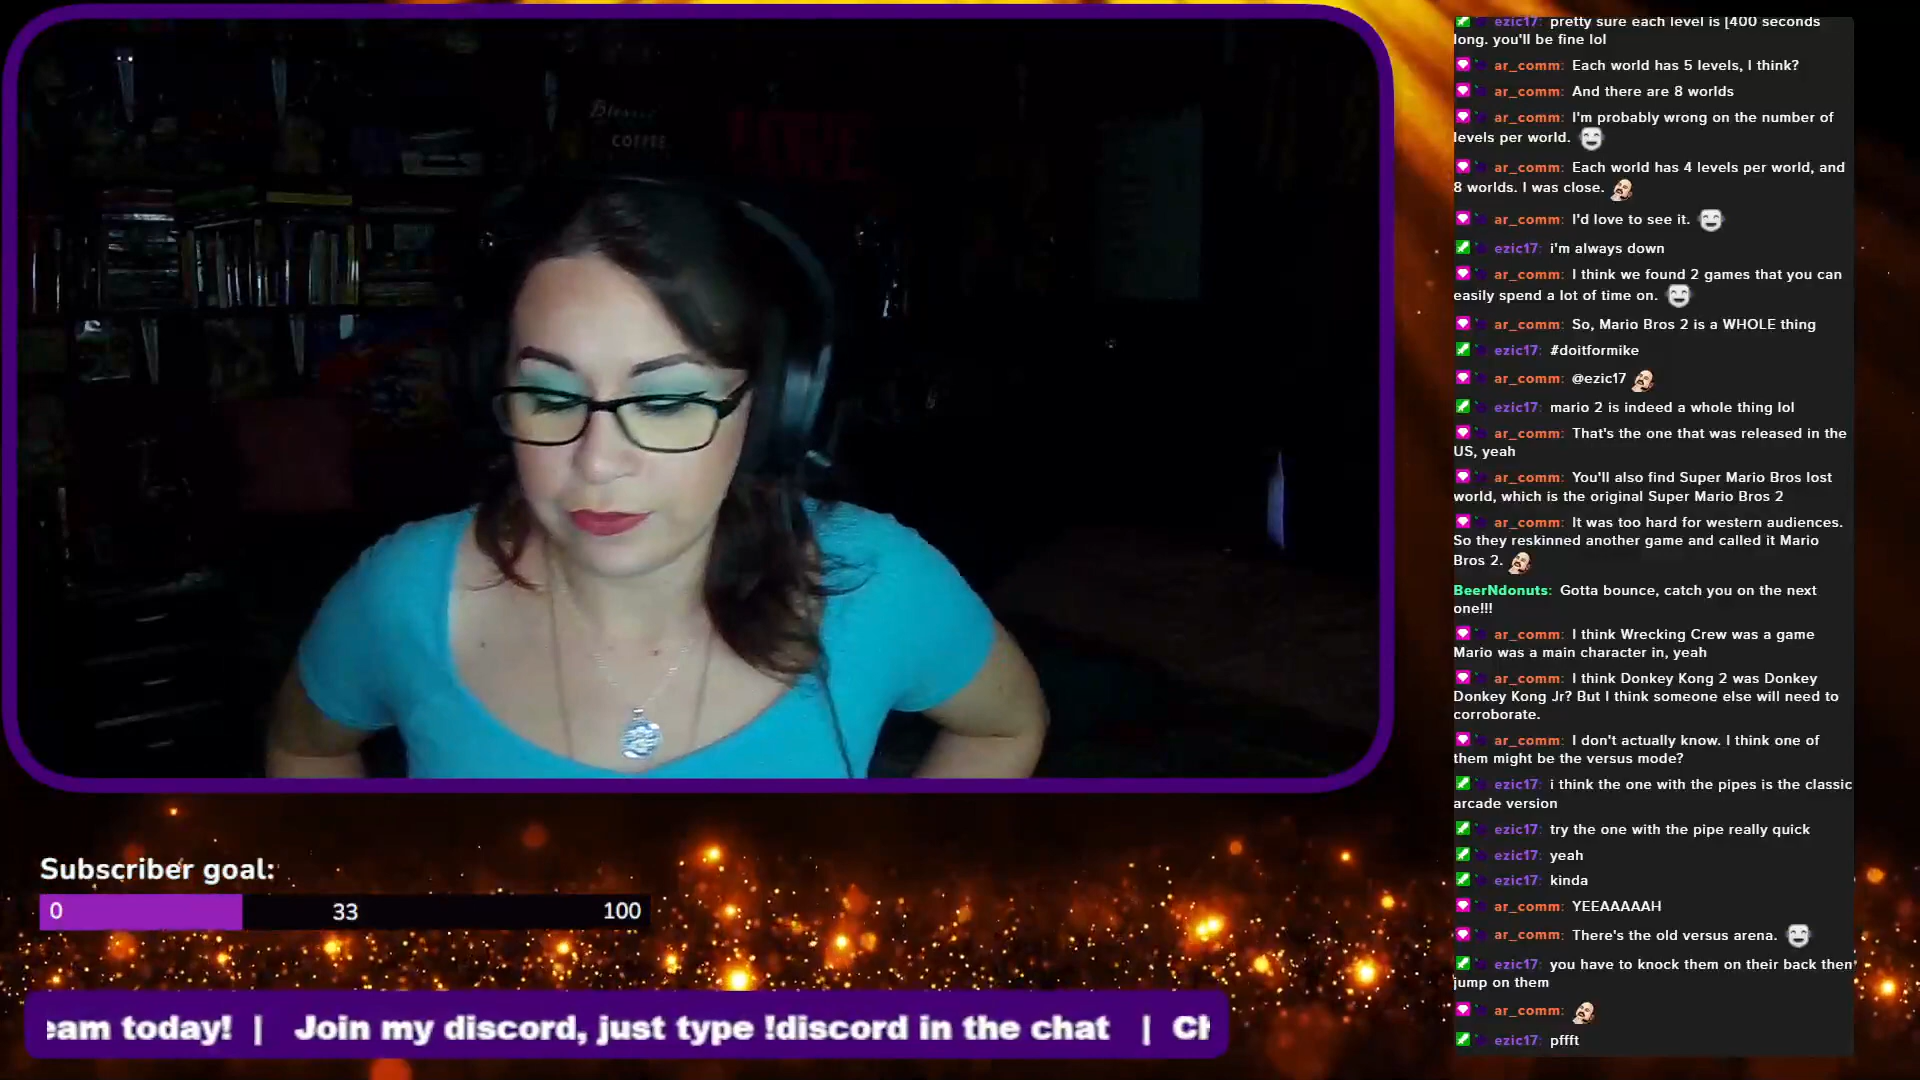 Blessed
COFFEE
LOVE
Subscriber goal:
0 33 100
eam today! | Join my discord, just type !discord in the chat | Ch
ezic17: pretty sure each level is [400 seconds
long. you'll be fine lol
ar_comm: Each world has 5 levels, I think?
ar_comm: And there are 8 worlds
ar_comm: I'm probably wrong on the number of
levels per world.
ar_comm: Each world has 4 levels per world, and
8 worlds. I was close.
ar_comm: I'd love to see it.
ezic17: i'm always down
ar_comm: I think we found 2 games that you can
easily spend a lot of time on.
ar_comm: So, Mario Bros 2 is a WHOLE thing
ezic17: #doitformike
ar_comm: @ezic17
ezic17: mario 2 is indeed a whole thing lol
ar_comm: That's the one that was released in the
US, yeah
ar_comm: You'll also find Super Mario Bros lost
world, which is the original Super Mario Bros 2
ar_comm: It was too hard for western audiences.
So they reskinned another game and called it Mario
Bros 2.
BeerNdonuts: Gotta bounce, catch you on the next
one!!!
ar_comm: I think Wrecking Crew was a game
Mario was a main character in, yeah
ar_comm: I think Donkey Kong 2 was Donkey
Donkey Kong Jr? But I think someone else will need to
corroborate.
ar_comm: I don't actually know. I think one of
them might be the versus mode?
ezic17: i think the one with the pipes is the classic
arcade version
ezic17: try the one with the pipe really quick
ezic17: yeah
ezic17: kinda
ar_comm: YEEAAAAAH
ar_comm: There's the old versus arena.
ezic17: you have to knock them on their back then
jump on them
ar_comm:
ezic17: pffft